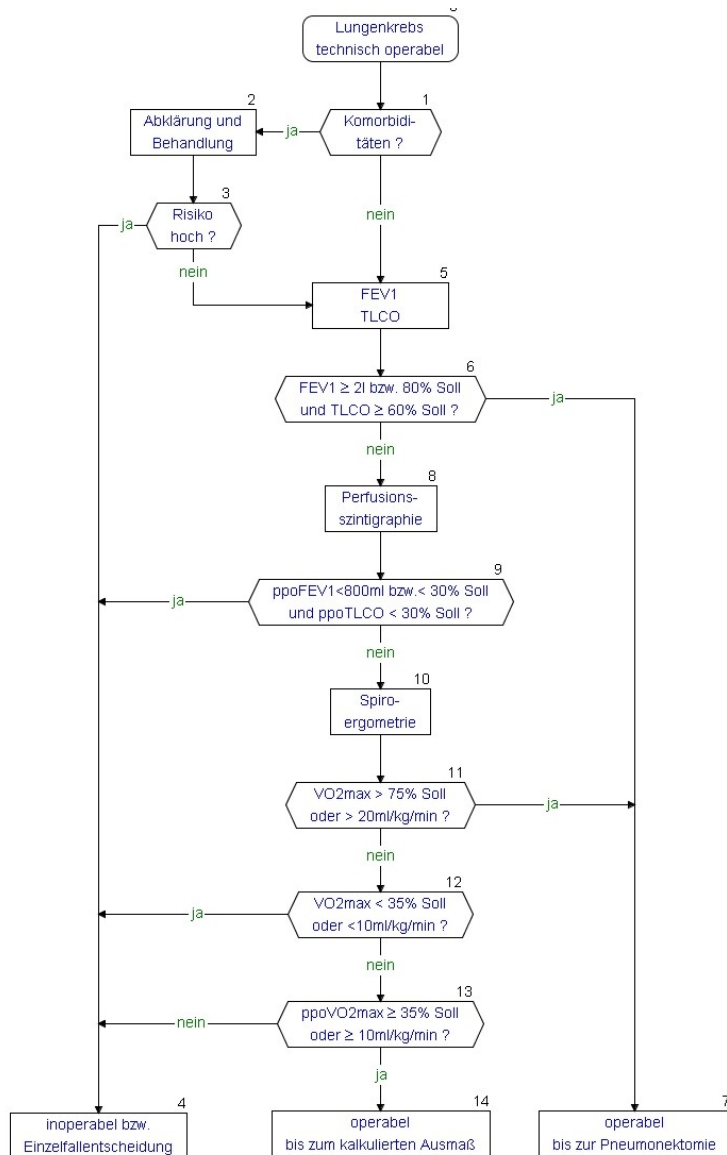 Lungenkrebs
technisch operabel
1
Komorbidi-
täten ?
ja
2
Abklärung und
Behandlung
nein
3
Risiko
hoch ?
ja
nein
5
FEV1
TLCO
6
FEV1 ≥ 2l bzw. 80% Soll
und TLCO ≥ 60% Soll ?
ja
nein
8
Perfusions-
szintigraphie
9
ppoFEV1<800ml bzw.< 30% Soll
und ppoTLCO < 30% Soll ?
ja
nein
10
Spiro-
ergometrie
11
VO2max > 75% Soll
oder > 20ml/kg/min ?
ja
nein
12
VO2max < 35% Soll
oder <10ml/kg/min ?
ja
nein
13
ppoVO2max ≥ 35% Soll
oder ≥ 10ml/kg/min ?
nein
ja
4
inoperabel bzw.
Einzelfallentscheidung
14
operabel
bis zum kalkulierten Ausmaß
7
operabel
bis zur Pneumonektomie